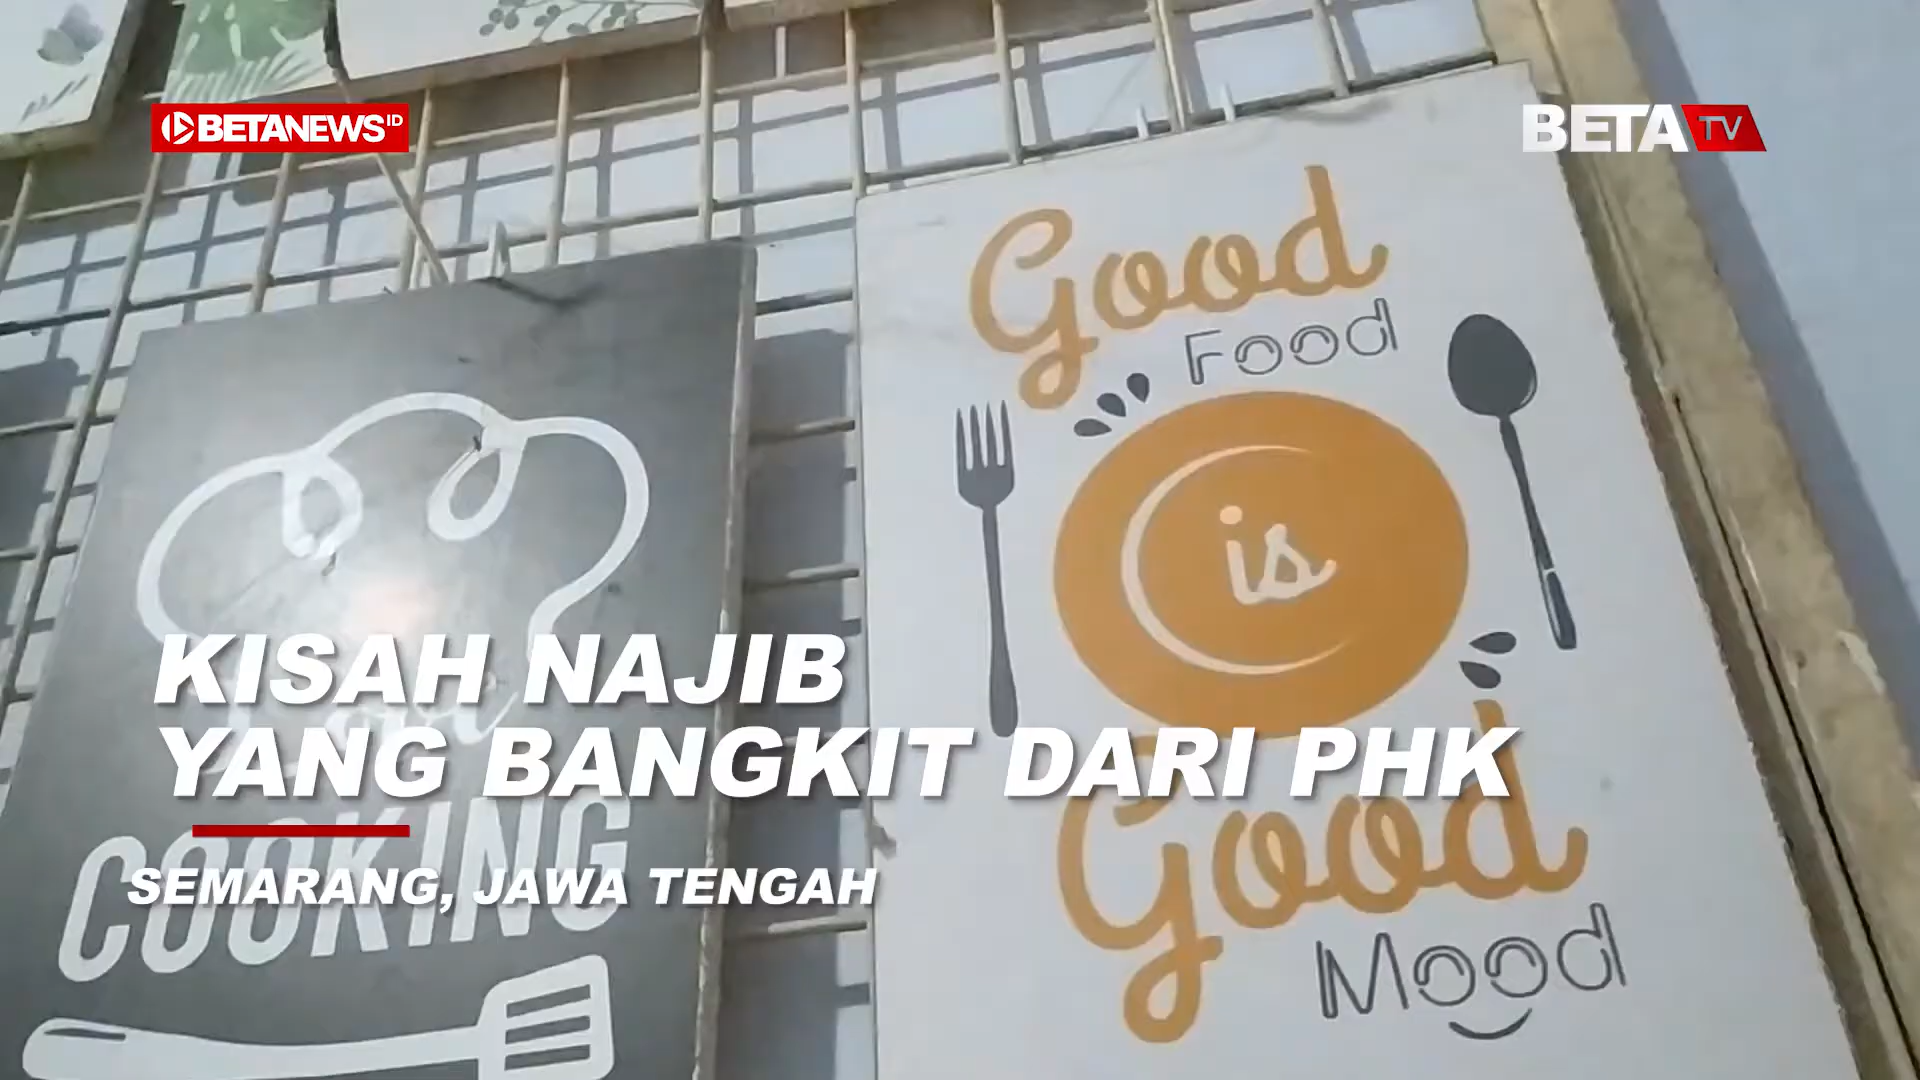 BETANEWS ID
BETA TV
Good
Food
is
Good
Mood
COOKING
KISAH NAJIB
YANG BANGKIT DARI PHK
SEMARANG, JAWA TENGAH